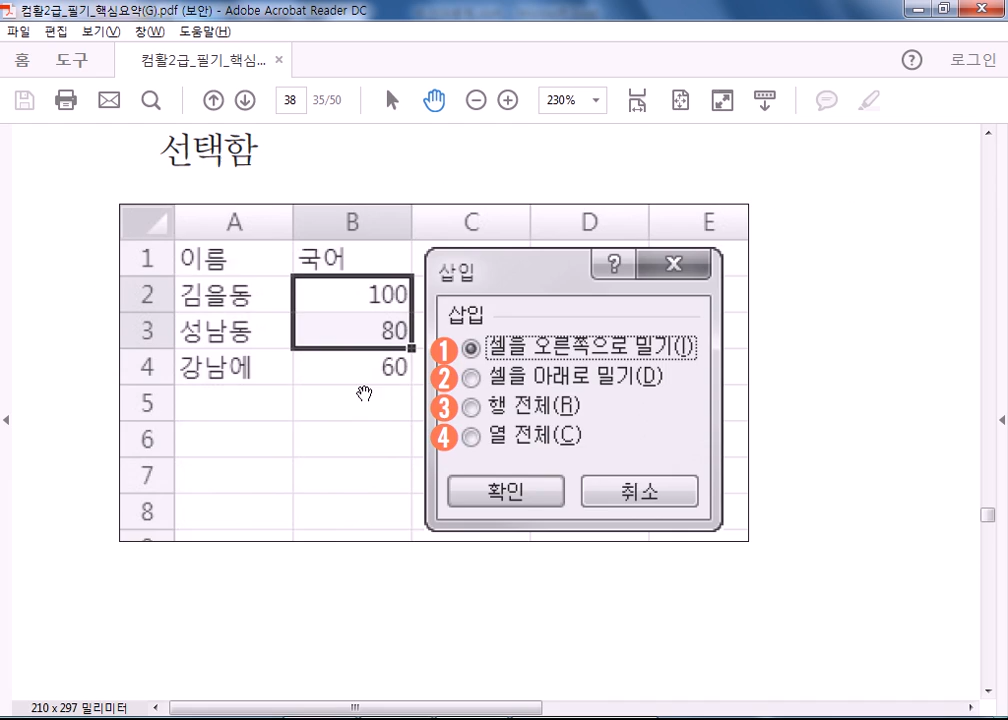 컴활2급_필기_핵심요약(G).pdf (보안) - Adobe Acrobat Reader DC
파일 편집 보기(V) 창(W) 도움말(H)
홈 도구 컴활2급_필기_핵심... × ? 로그인
38 35/50 230%
선택함
A B C D E
1 이름 국어
2 김을동 100
3 성남동 80
4 강남에 60
5
6
7
8
삽입 ? X
삽입
1 셀을 오른쪽으로 밀기(I)
2 셀을 아래로 밀기(D)
3 행 전체(R)
4 열 전체(C)
확인 취소
210 x 297 밀리미터